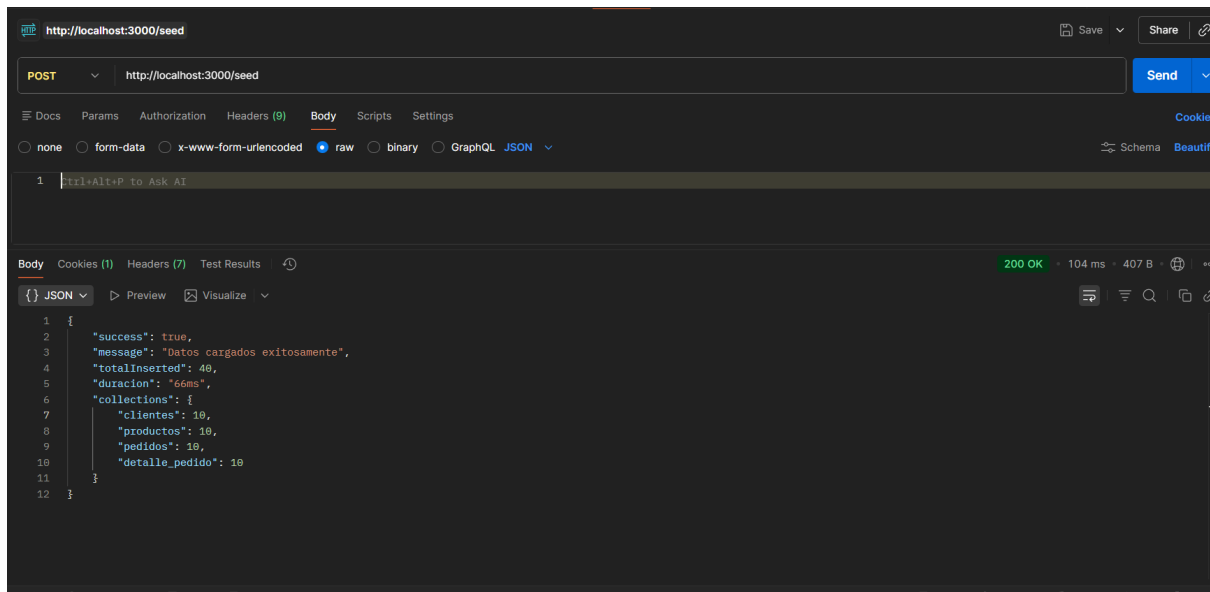 HTTP http://localhost:3000/seed Save Share
POST http://localhost:3000/seed Send
Docs Params Authorization Headers (9) Body Scripts Settings Cookie
none form-data x-www-form-urlencoded raw binary GraphQL JSON Schema Beautif
1 Ctrl+Alt+P to Ask AI
Body Cookies (1) Headers (7) Test Results 200 OK • 104 ms • 407 B
{} JSON Preview Visualize
1 {
2 "success": true,
3 "message": "Datos cargados exitosamente",
4 "totalInserted": 40,
5 "duracion": "66ms",
6 "collections": {
7 "clientes": 10,
8 "productos": 10,
9 "pedidos": 10,
10 "detalle_pedido": 10
11 }
12 }